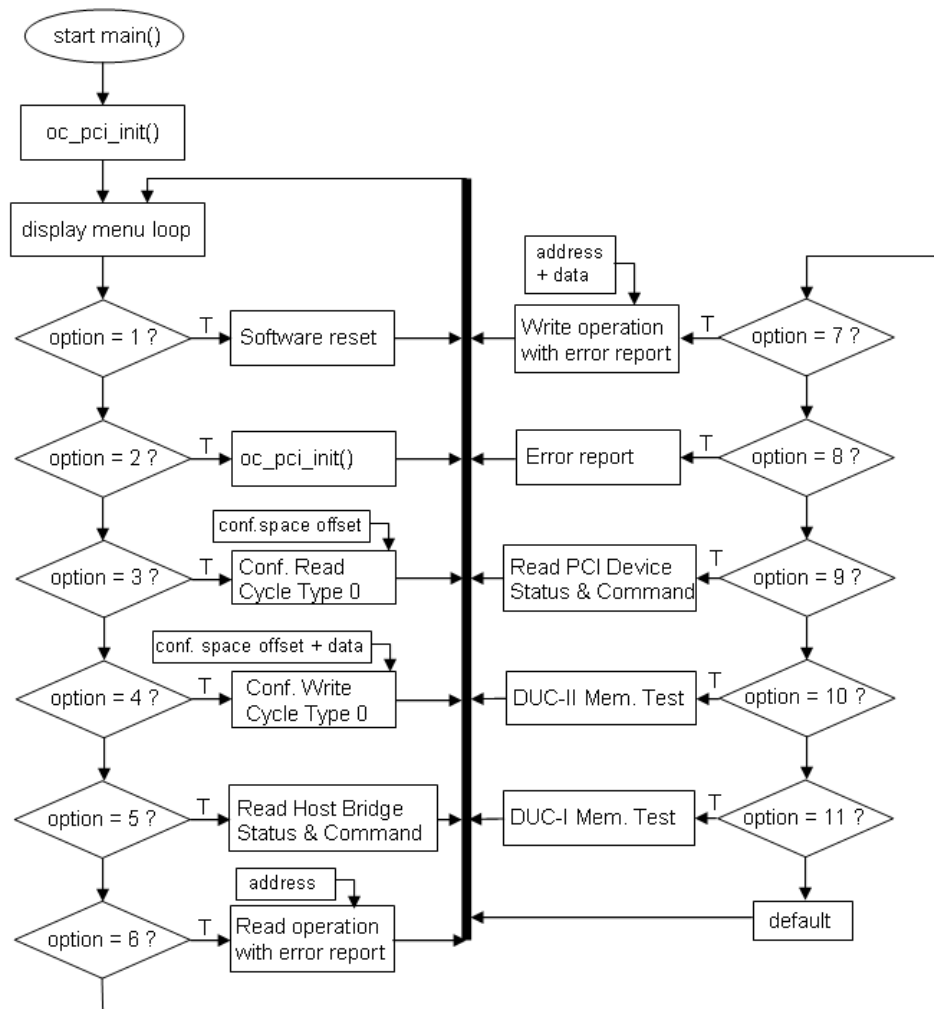 start main()
oc_pci_init()
display menu loop
option = 1 ?
T
Software reset
option = 2 ?
T
oc_pci_init()
conf.space offset
option = 3 ?
T
Conf. Read
Cycle Type 0
conf. space offset + data
option = 4 ?
T
Conf. Write
Cycle Type 0
option = 5 ?
T
Read Host Bridge
Status & Command
address
option = 6 ?
T
Read operation
with error report
address
+ data
Write operation
with error report
T
option = 7 ?
Error report
T
option = 8 ?
Read PCI Device
Status & Command
T
option = 9 ?
DUC-II Mem. Test
T
option = 10 ?
DUC-I Mem. Test
T
option = 11 ?
default